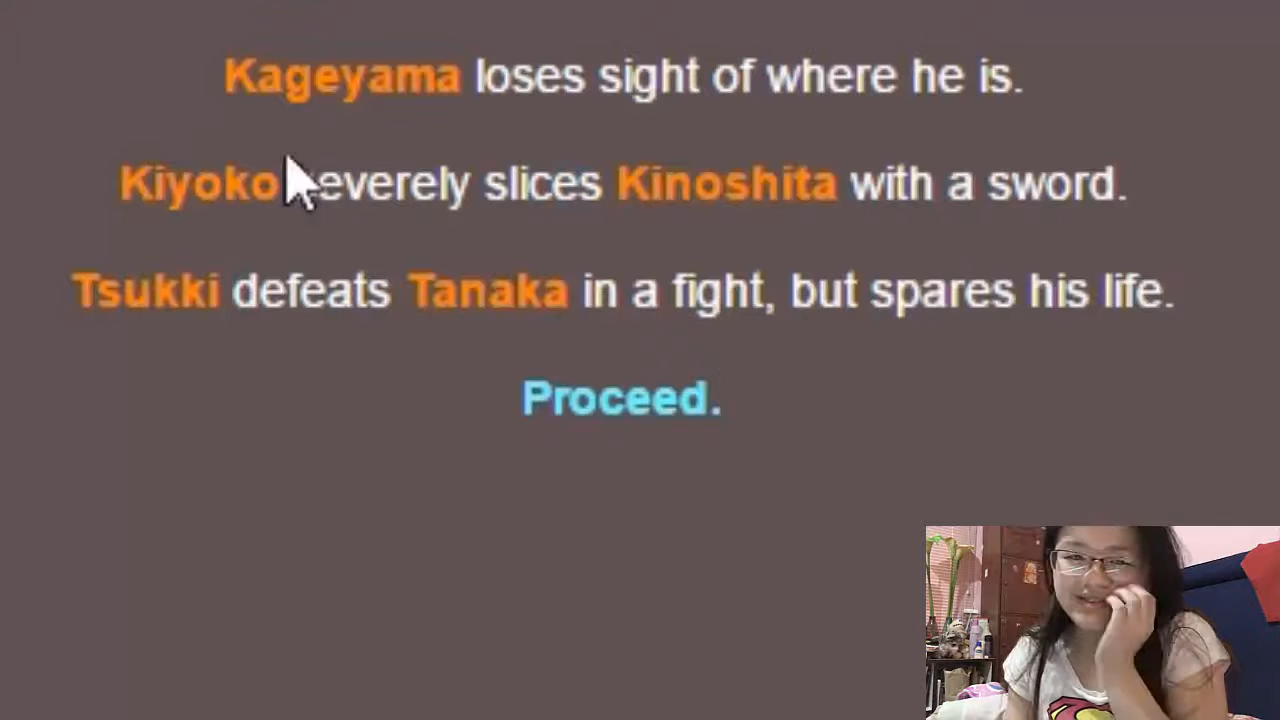 Kageyama loses sight of where he is.
Kiyoko severely slices Kinoshita with a sword.
Tsukki defeats Tanaka in a fight, but spares his life.
Proceed.